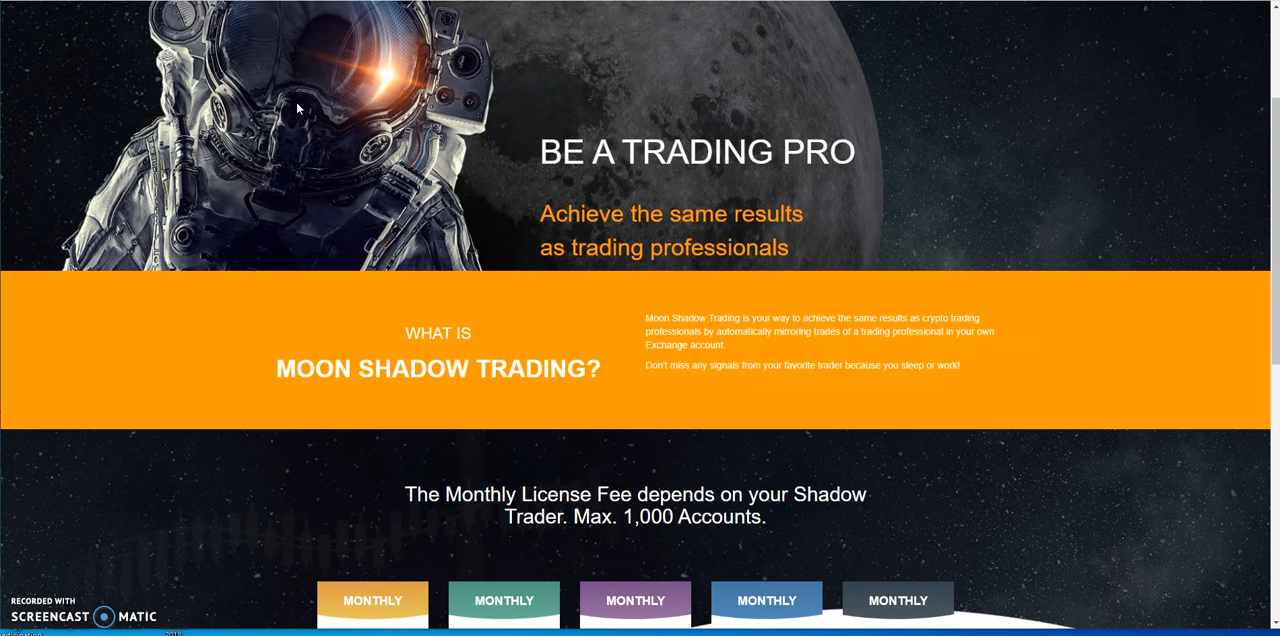 BE A TRADING PRO
Achieve the same results
as trading professionals
WHAT IS
MOON SHADOW TRADING?
Moon Shadow Trading is your way to achieve the same results as crypto trading
professionals by automatically mirroring trades of a trading professional in your own
Exchange account.
Don't miss any signals from your favorite trader because you sleep or work!
The Monthly License Fee depends on your Shadow
Trader. Max. 1,000 Accounts.
MONTHLY MONTHLY MONTHLY MONTHLY MONTHLY
RECORDED WITH
SCREENCAST MATIC
2018